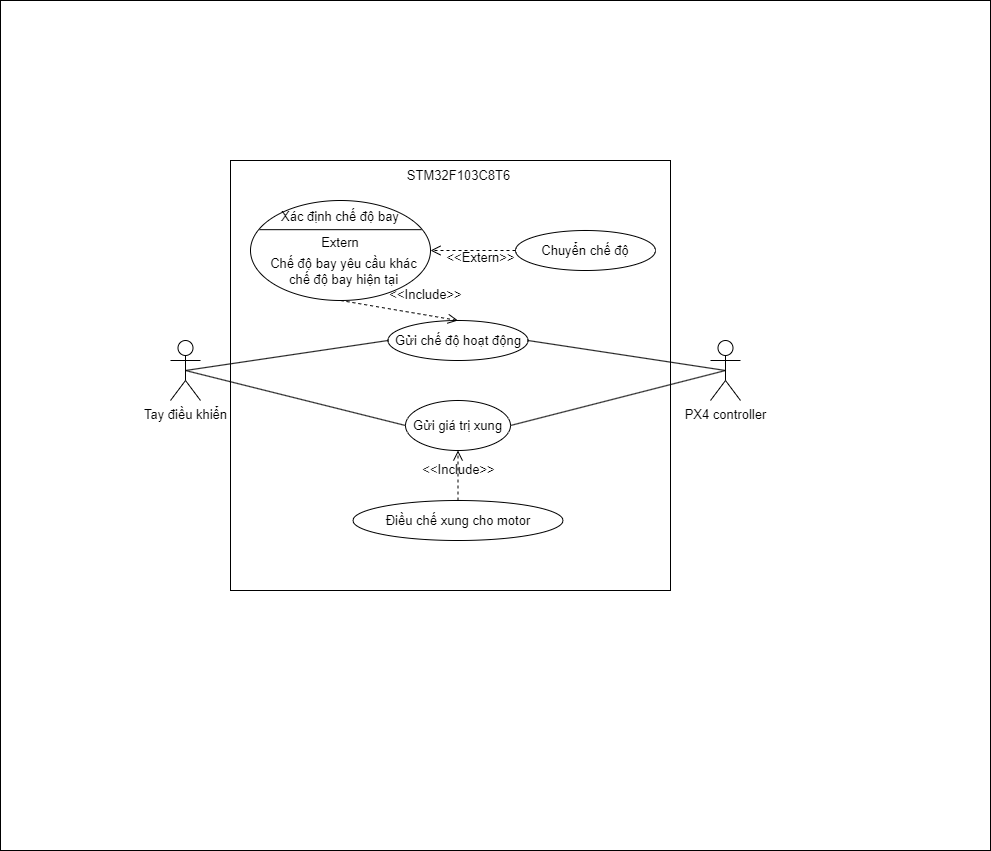 STM32F103C8T6
Xác định chế độ bay
Extern
Chế độ bay yêu cầu khác
chế độ bay hiện tại
<<Extern>>
Chuyển chế độ
<<Include>>
Gửi chế độ hoạt động
Tay điều khiển
PX4 controller
Gửi giá trị xung
<<Include>>
Điều chế xung cho motor